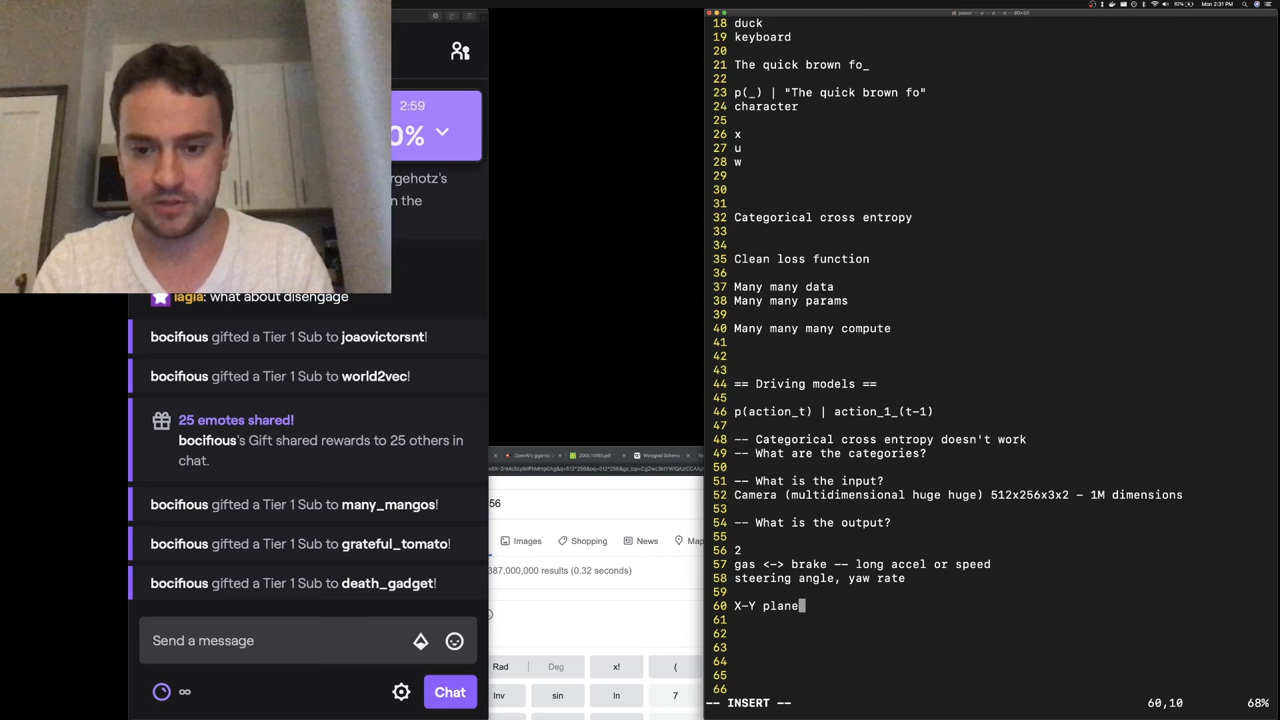 Mon 2:31 PM
2:59
0%
rgehotz's
n the
lagia: what about disengage
bocifious gifted a Tier 1 Sub to joaovictorsnt!
bocifious gifted a Tier 1 Sub to world2vec!
25 emotes shared!
bocifious's Gift shared rewards to 25 others in
chat.
bocifious gifted a Tier 1 Sub to many_mangos!
bocifious gifted a Tier 1 Sub to grateful_tomato!
bocifious gifted a Tier 1 Sub to death_gadget!
Send a message
Chat
56
Images Shopping News Map
387,000,000 results (0.32 seconds)
Rad Deg x! (
Inv sin ln 7
18 duck
19 keyboard
20
21 The quick brown fo_
22
23 p(_) | "The quick brown fo"
24 character
25
26 x
27 u
28 w
29
30
31
32 Categorical cross entropy
33
34
35 Clean loss function
36
37 Many many data
38 Many many params
39
40 Many many many compute
41
42
43
44 == Driving models ==
45
46 p(action_t) | action_1_(t-1)
47
48 -- Categorical cross entropy doesn't work
49 -- What are the categories?
50
51 -- What is the input?
52 Camera (multidimensional huge huge) 512x256x3x2 - 1M dimensions
53
54 -- What is the output?
55
56 2
57 gas <-> brake -- long accel or speed
58 steering angle, yaw rate
59
60 X-Y plane
61
62
63
64
65
66
-- INSERT -- 60,10 68%